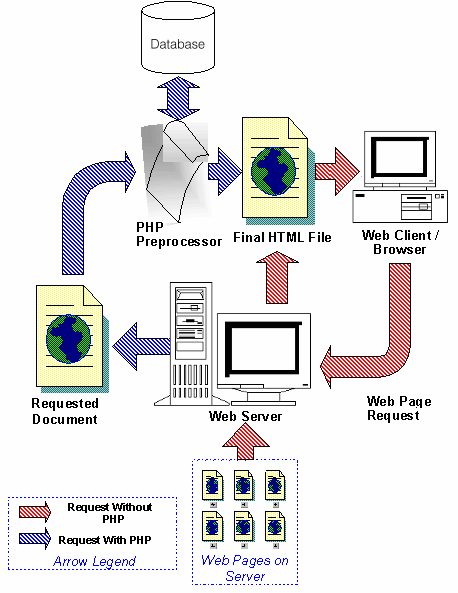 Database
PHP
Preprocessor
Final HTML File
Web Client /
Browser
Requested
Document
Web Server
Web Page
Request
Request Without
PHP
Request With PHP
Arrow Legend
Web Pages on
Server